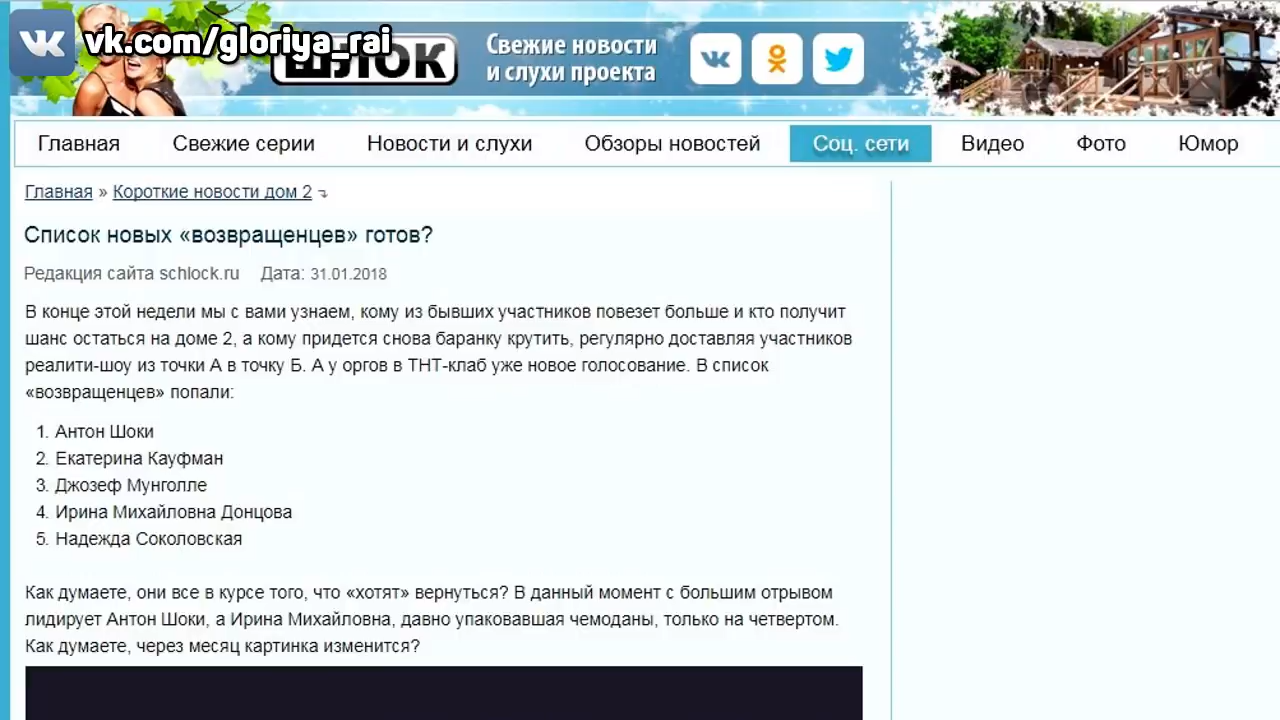 vk.com/gloriya_rai
ШЛОК
Свежие новости
и слухи проекта
Главная Свежие серии Новости и слухи Обзоры новостей Соц. сети Видео Фото Юмор
Главная » Короткие новости дом 2
Список новых «возвращенцев» готов?
Редакция сайта schlock.ru Дата: 31.01.2018
В конце этой недели мы с вами узнаем, кому из бывших участников повезет больше и кто получит
шанс остаться на доме 2, а кому придется снова баранку крутить, регулярно доставляя участников
реалити-шоу из точки А в точку Б. А у оргов в ТНТ-клаб уже новое голосование. В список
«возвращенцев» попали:
1. Антон Шоки
2. Екатерина Кауфман
3. Джозеф Мунголле
4. Ирина Михайловна Донцова
5. Надежда Соколовская
Как думаете, они все в курсе того, что «хотят» вернуться? В данный момент с большим отрывом
лидирует Антон Шоки, а Ирина Михайловна, давно упаковавшая чемоданы, только на четвертом.
Как думаете, через месяц картинка изменится?